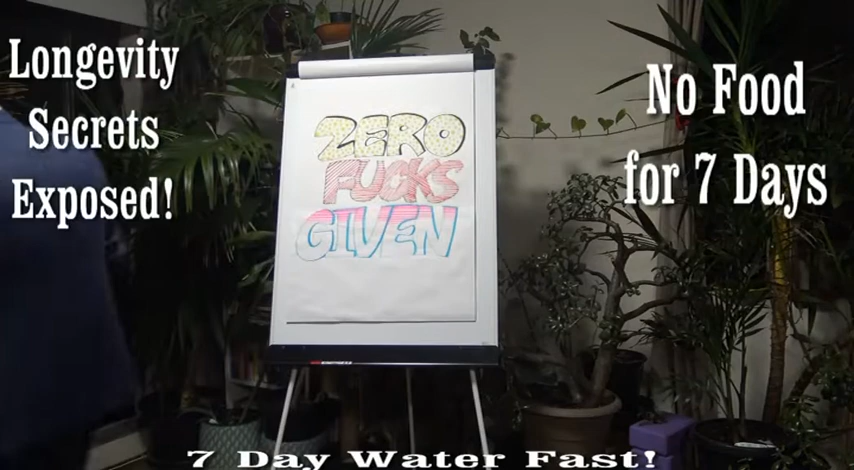 Longevity
Secrets
Exposed!
ZERO
FUCKS
GIVEN
No Food
for 7 Days
7 Day Water Fast!